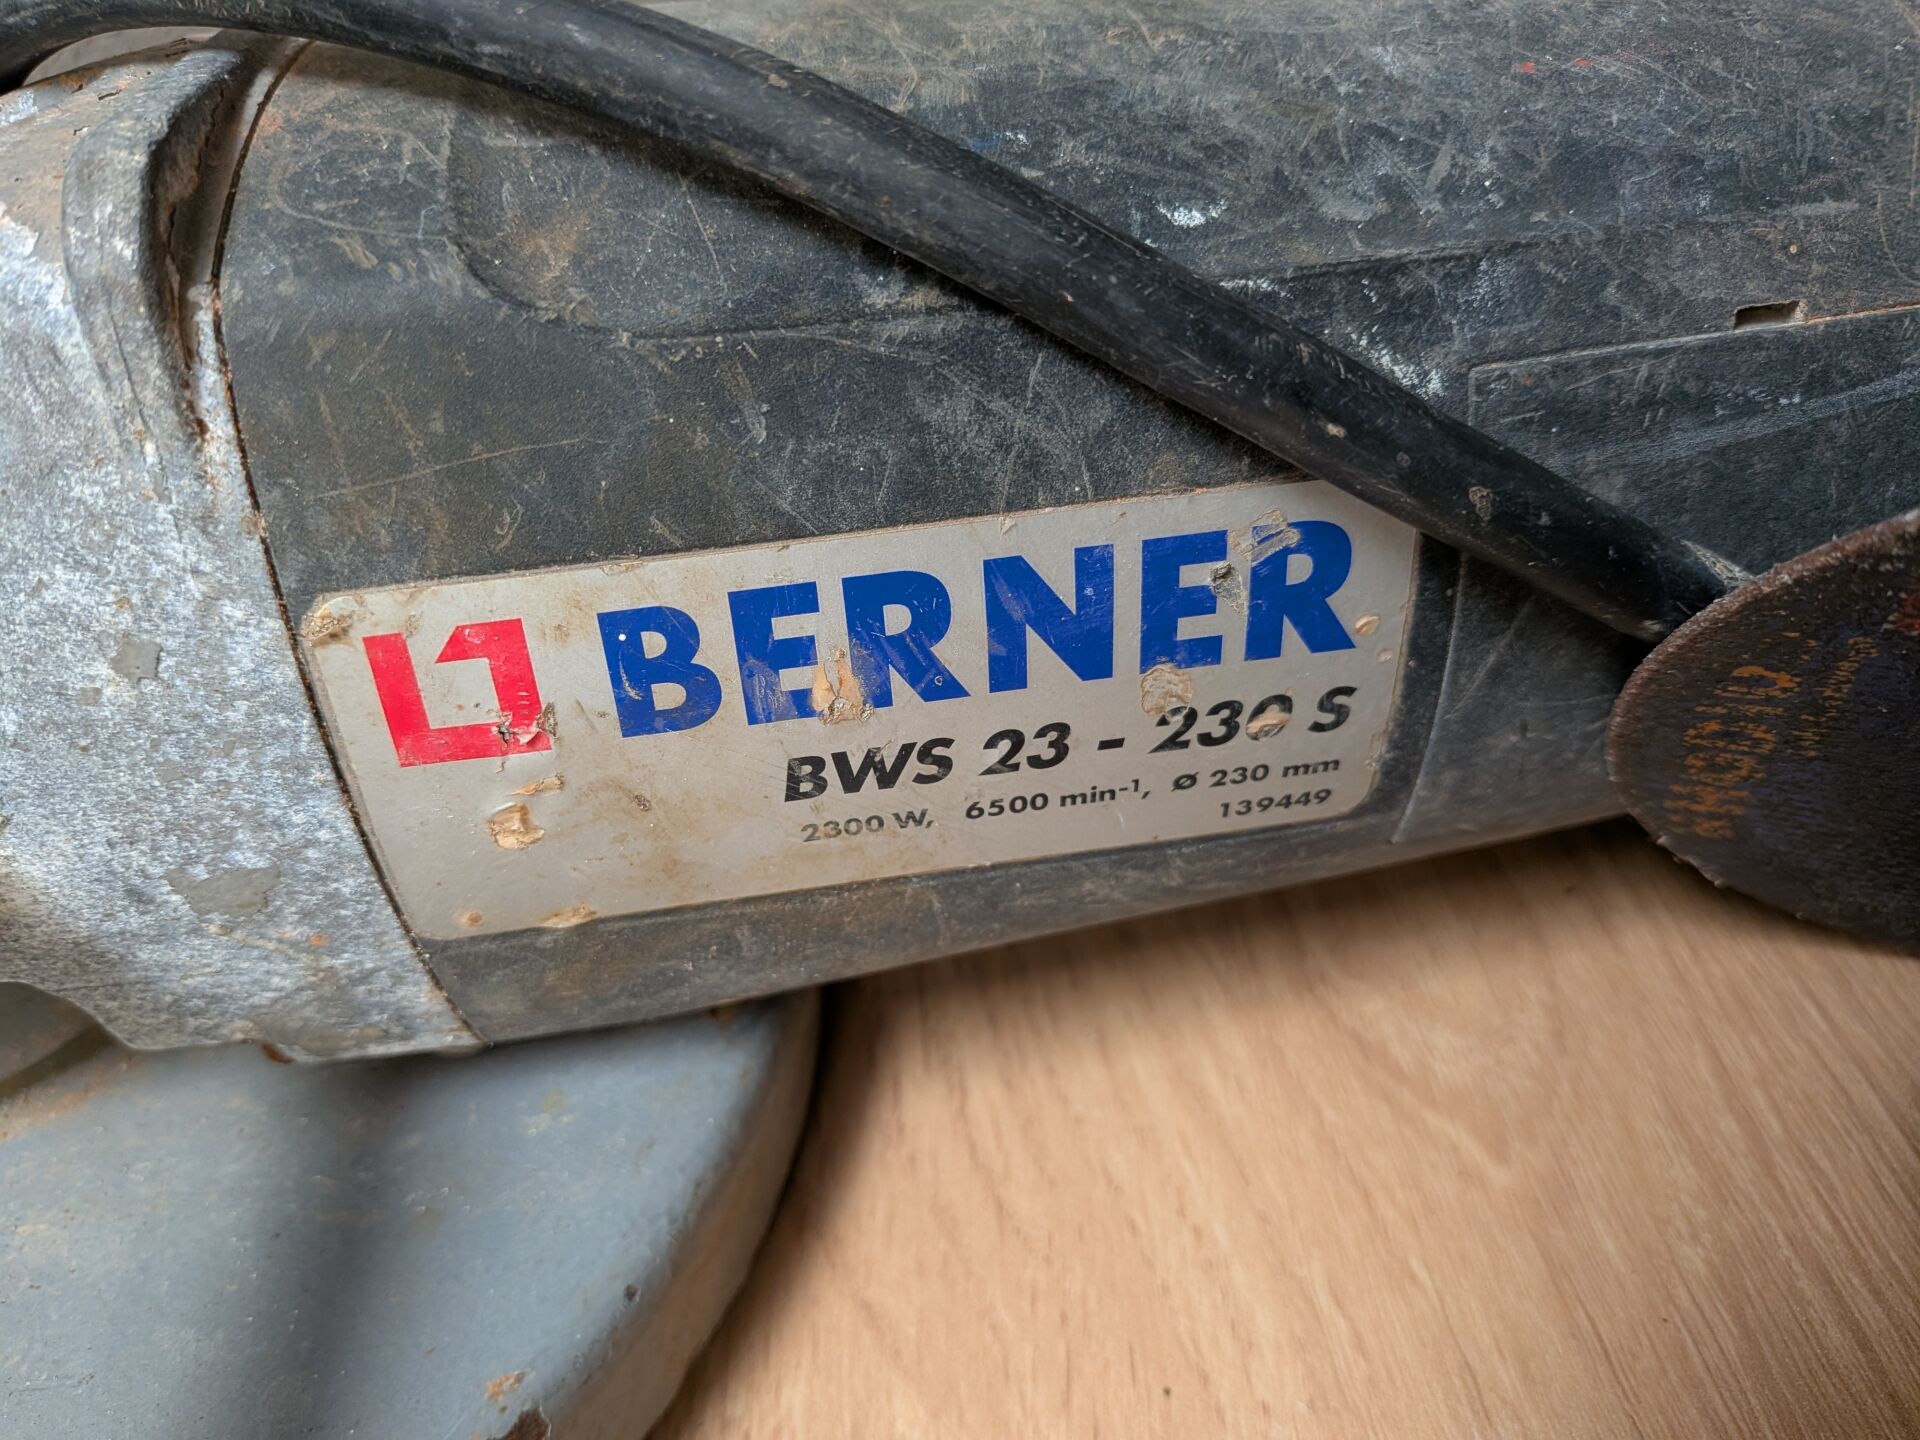 BERNER
BWS 23 - 230 S
2300 W, 6500 min-1, Ø 230 mm
139449